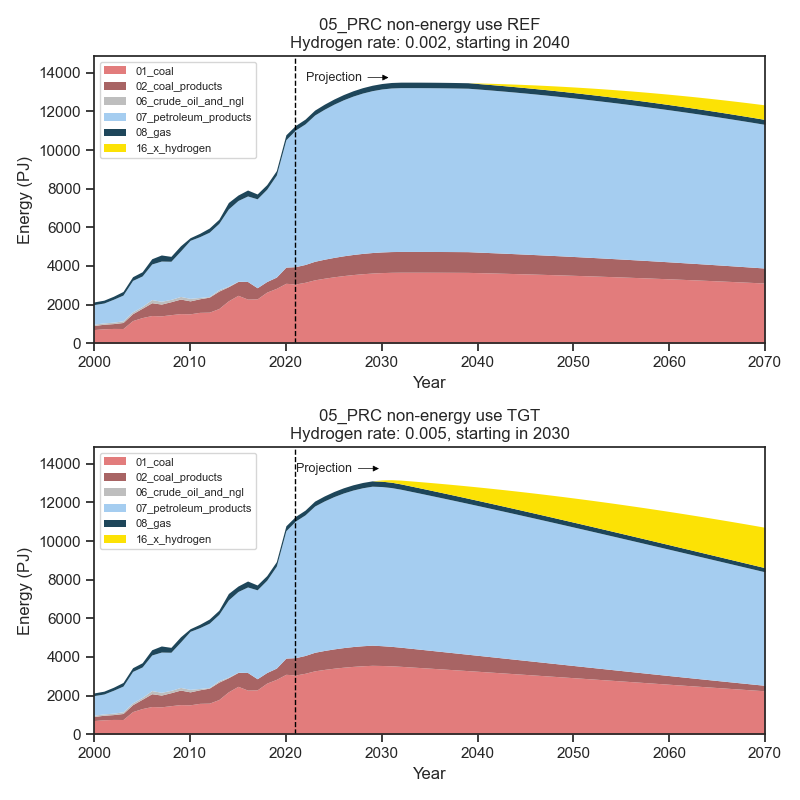 05_PRC non-energy use REF
Hydrogen rate: 0.002, starting in 2040
01_coal
02_coal_products
06_crude_oil_and_ngl
07_petroleum_products
08_gas
16_x_hydrogen
Projection
Energy (PJ)
14000
12000
10000
8000
6000
4000
2000
0
2000 2010 2020 2030 2040 2050 2060 2070
Year
05_PRC non-energy use TGT
Hydrogen rate: 0.005, starting in 2030
01_coal
02_coal_products
06_crude_oil_and_ngl
07_petroleum_products
08_gas
16_x_hydrogen
Projection
Energy (PJ)
14000
12000
10000
8000
6000
4000
2000
0
2000 2010 2020 2030 2040 2050 2060 2070
Year